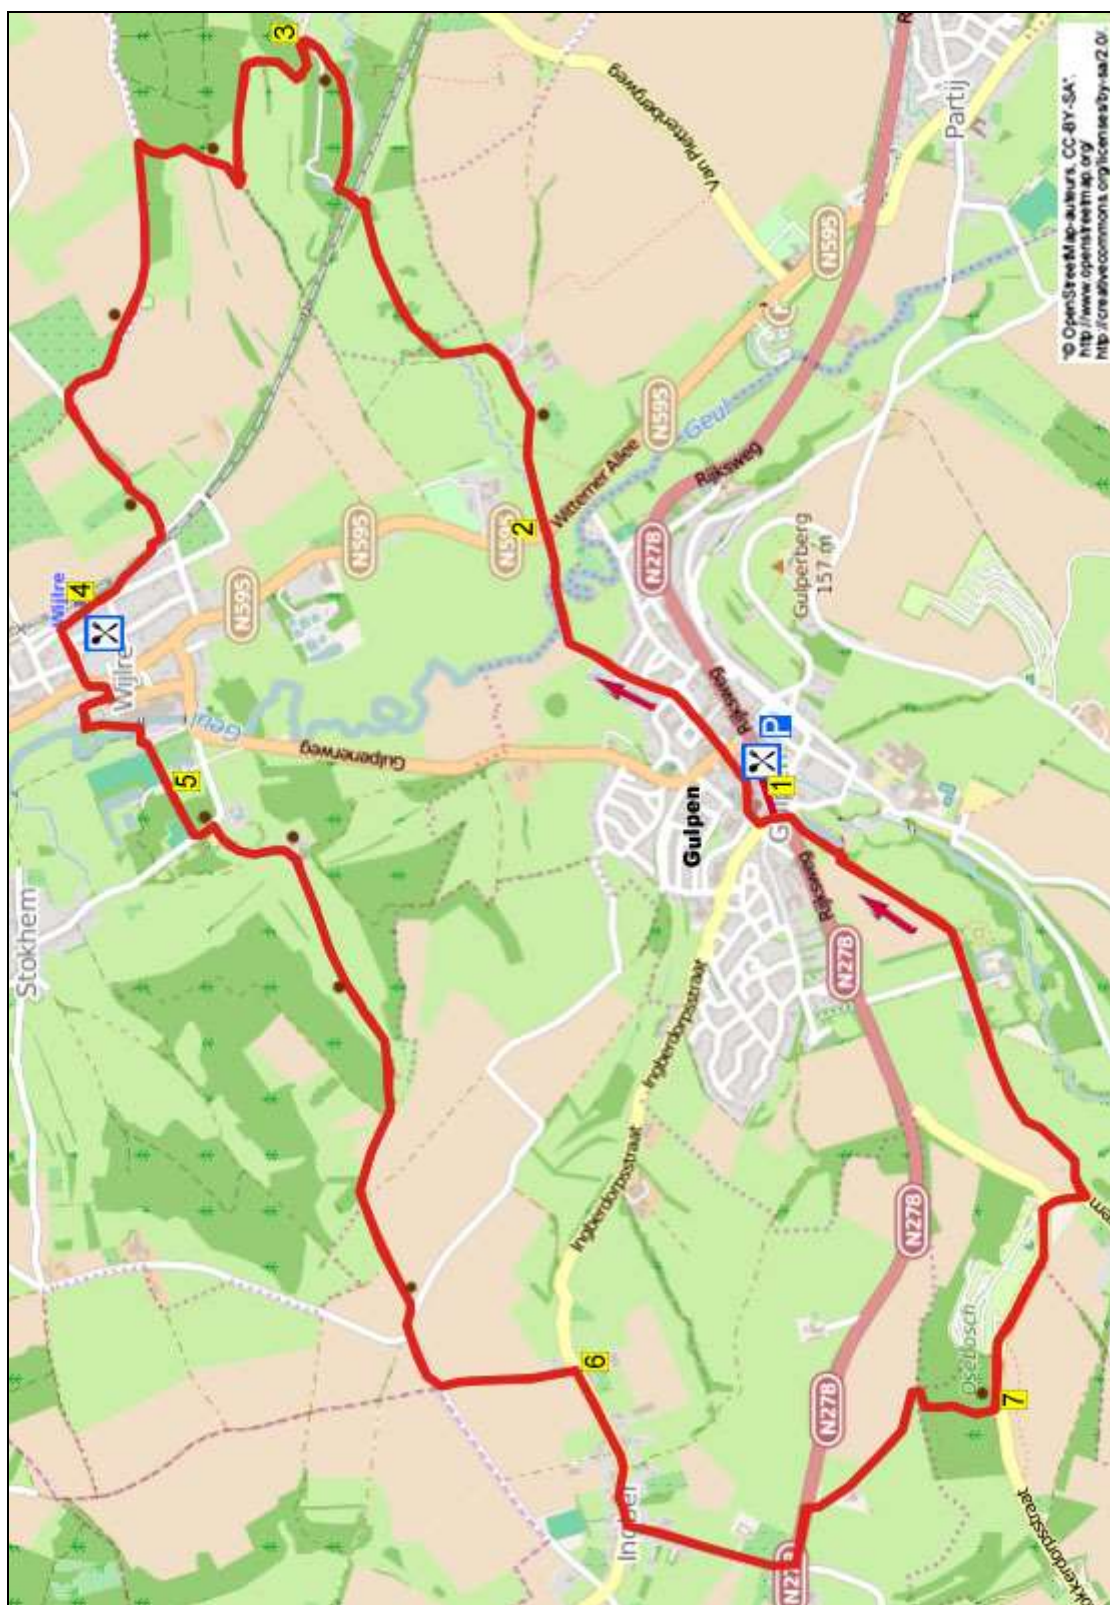 "© OpenStreetMap-auteurs, CC-BY-SA",
http://www.openstreetmap.org/
http://creativecommons.org/licenses/by-sa/2.0/
Partij
Van Plettenbergweg
N595
N595
Geul
Wittemer Allee
N595
N595
N595
Rijksweg
N278
Rijksweg
Gulperberg
157 m
Gulpenerweg
Geul
Wijlre
Wijlre
Stokhem
Gulpen
P
Rijksweg
N278
Ingberdorpsstraat
Ingberdorpsstraat
N278
N278
Osebosch
1
2
3
4
5
6
7